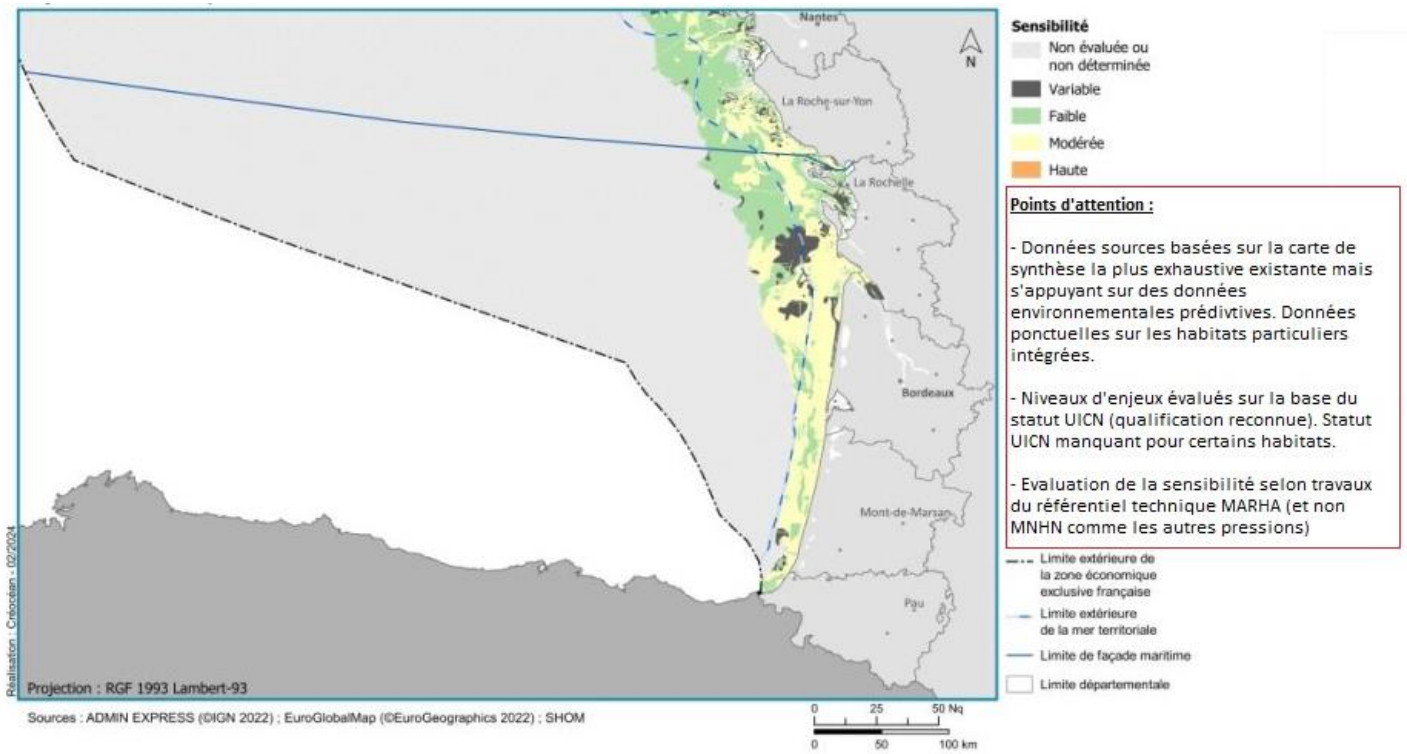 Nantes
N
La Roche-sur-Yon
La Rochelle
Bordeaux
Mont-de-Marsan
Pau
Réalisation : Créocéan - 02/2024
Projection : RGF 1993 Lambert-93
Sources : ADMIN EXPRESS (©IGN 2022) ; EuroGlobalMap (©EuroGeographics 2022) ; SHOM
0 25 50 Nq
0 50 100 km
Sensibilité
Non évaluée ou
non déterminée
Variable
Faible
Modérée
Haute
Points d'attention :
- Données sources basées sur la carte de
synthèse la plus exhaustive existante mais
s'appuyant sur des données
environnementales prédivtives. Données
ponctuelles sur les habitats particuliers
intégrées.
- Niveaux d'enjeux évalués sur la base du
statut UICN (qualification reconnue). Statut
UICN manquant pour certains habitats.
- Evaluation de la sensibilité selon travaux
du référentiel technique MARHA (et non
MNHN comme les autres pressions)
Limite extérieure de
la zone économique
exclusive française
Limite extérieure
de la mer territoriale
Limite de façade maritime
Limite départementale